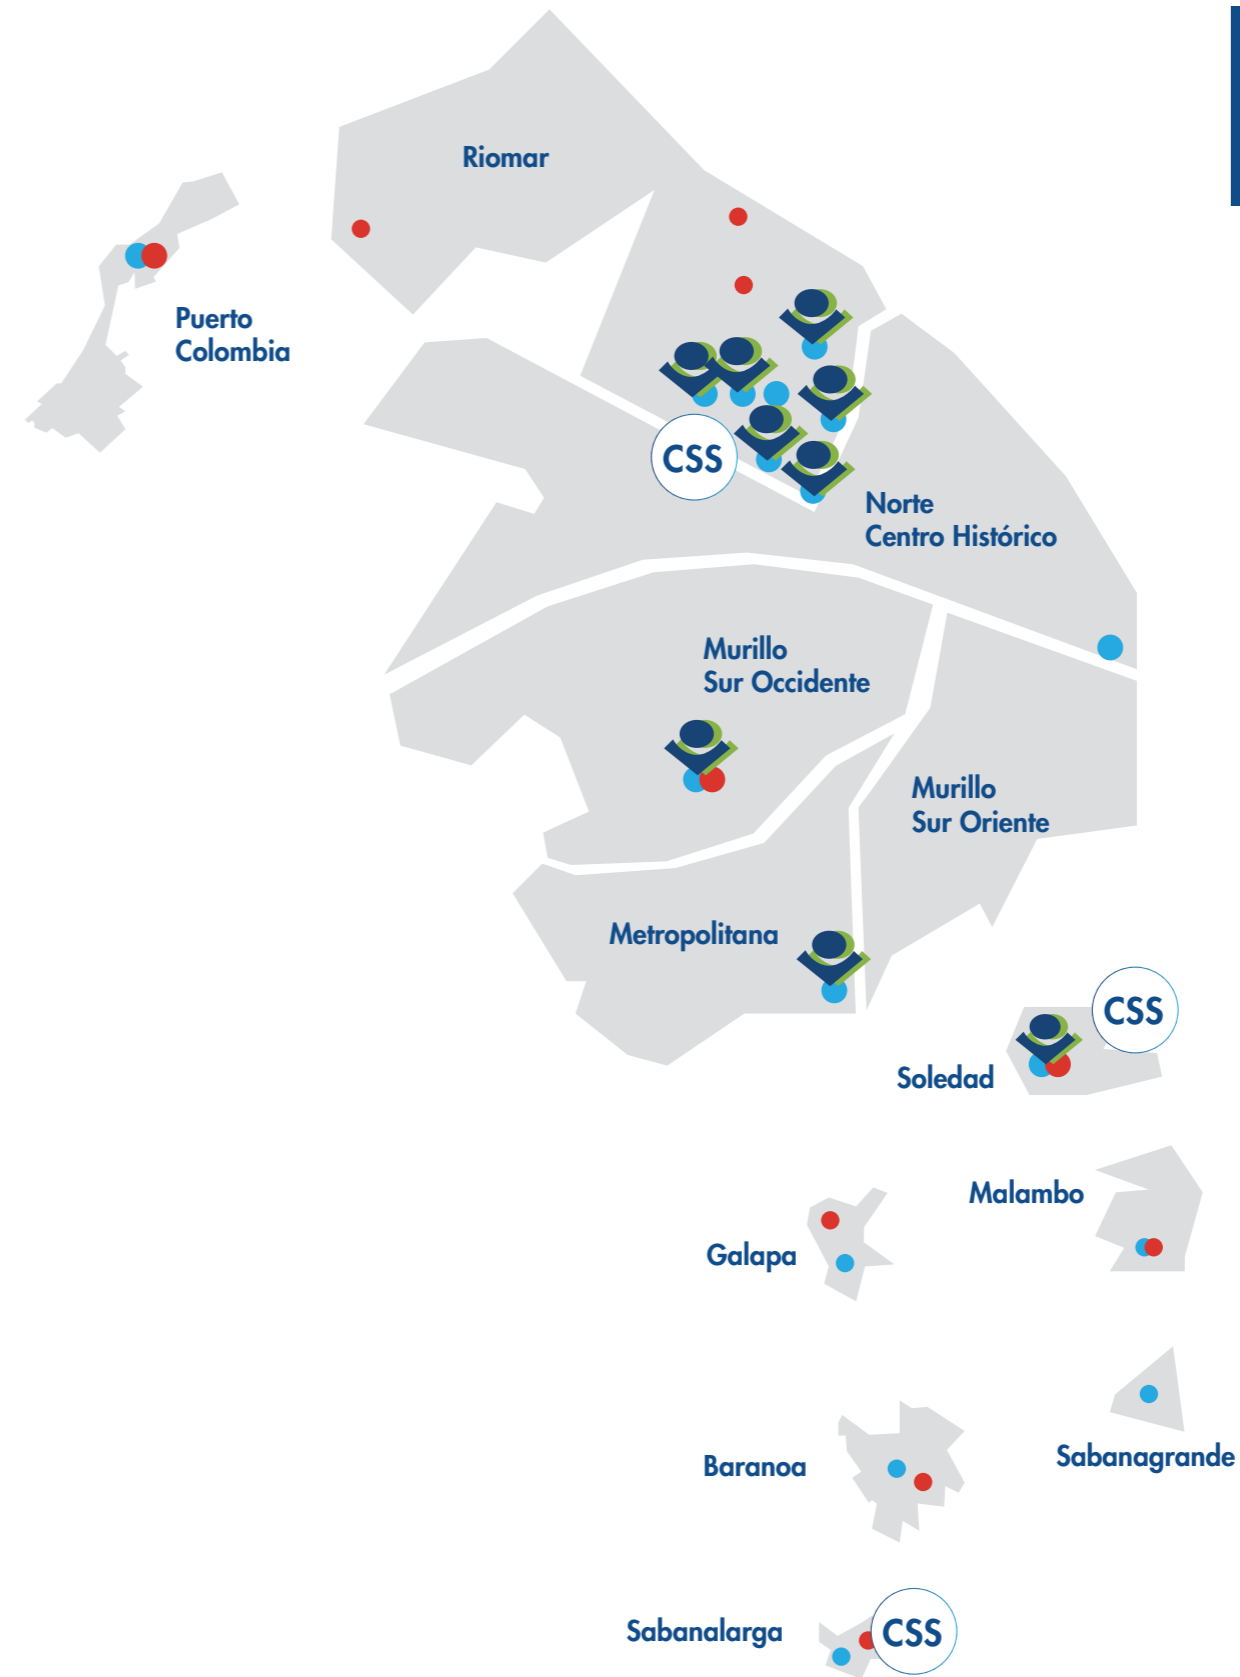 Riomar
Puerto
Colombia
CSS
Norte
Centro Histórico
Murillo
Sur Occidente
Murillo
Sur Oriente
Metropolitana
CSS
Soledad
Malambo
Galapa
Sabanagrande
Baranoa
Sabanalarga
CSS